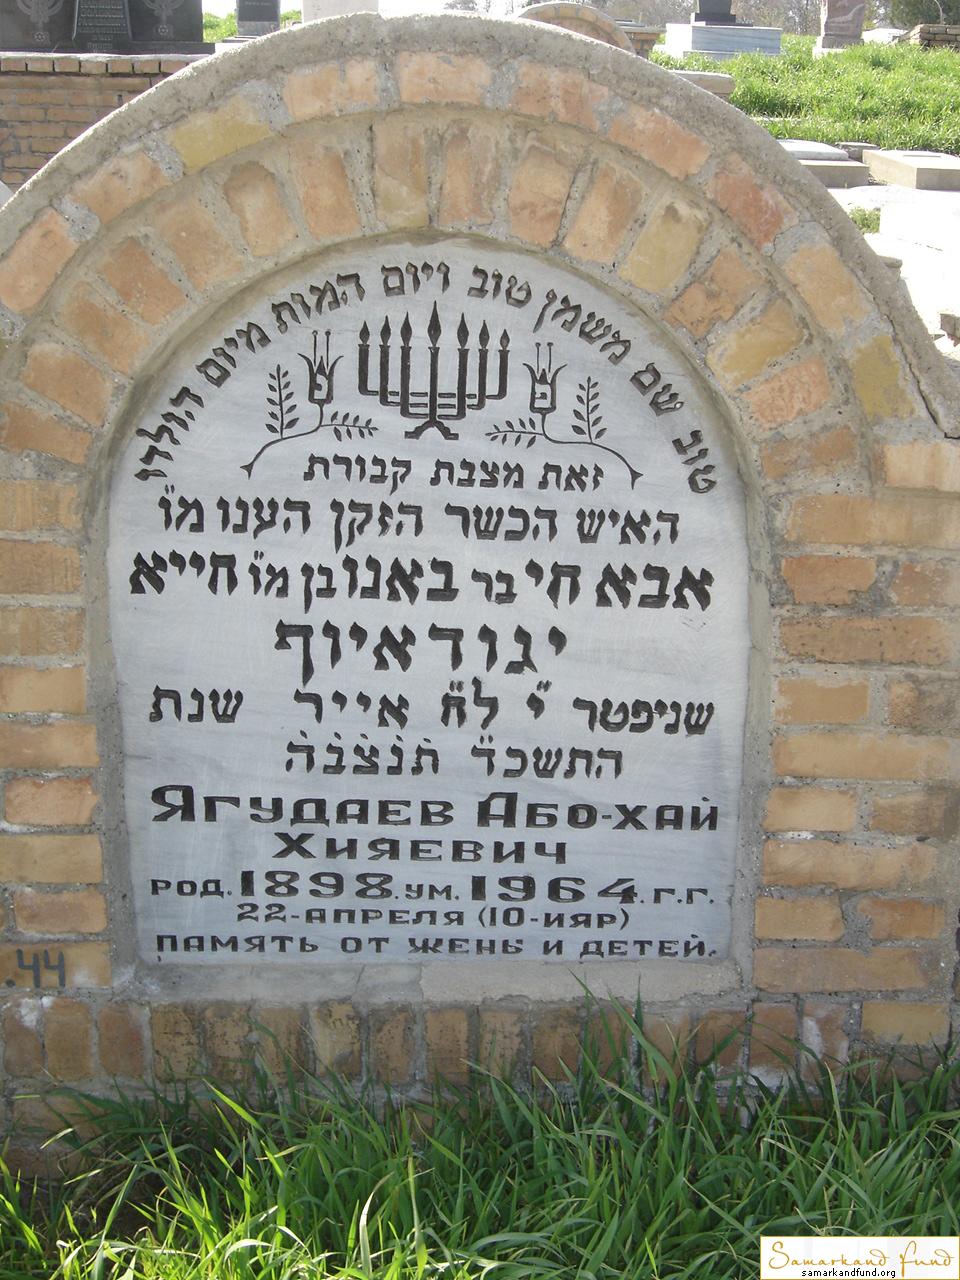 טוב שם משמן טוב ויום המות מיום הולדו
פ נ
זאת מצבת קבורת
האיש הכשר הזקן הענו מו״
אבא חי בר באנו בן מו״ חייא
יגודאיוף
שניפטר י״ לח״ אייר שנת
התשכד תנצבה
ЯГУДАЕВ АБО-ХАЙ
ХИЯЕВИЧ
РОД. 1898. УМ. 1964. Г.Г.
22-АПРЕЛЯ (10-ИЯР)
ПАМЯТЬ ОТ ЖЕНЫ И ДЕТЕЙ.
.44
Samarkand Fund
samarkandfund.org